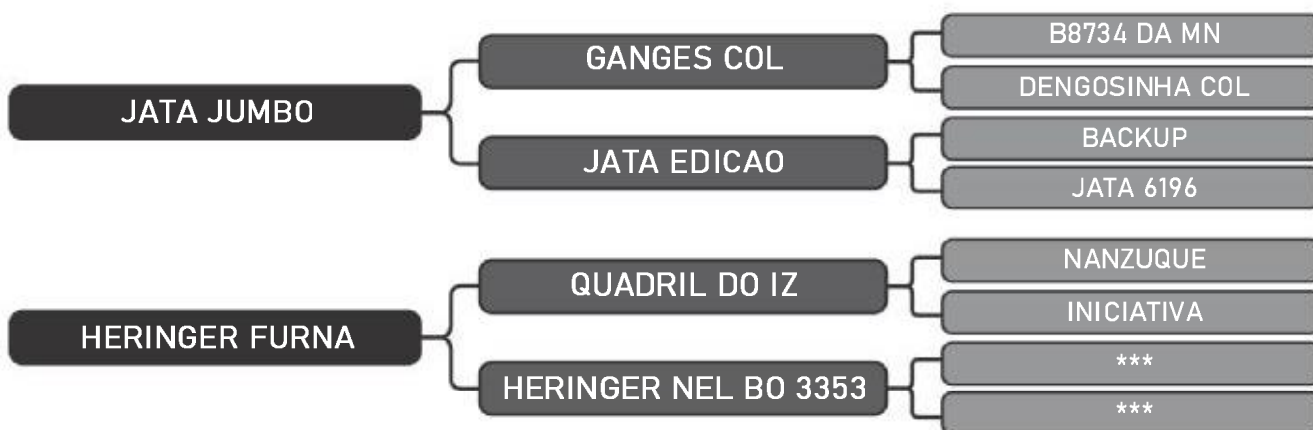 JATA JUMBO
GANGES COL
B8734 DA MN
DENGOSINHA COL
JATA EDICAO
BACKUP
JATA 6196
HERINGER FURNA
QUADRIL DO IZ
NANZUQUE
INICIATIVA
HERINGER NEL BO 3353
***
***